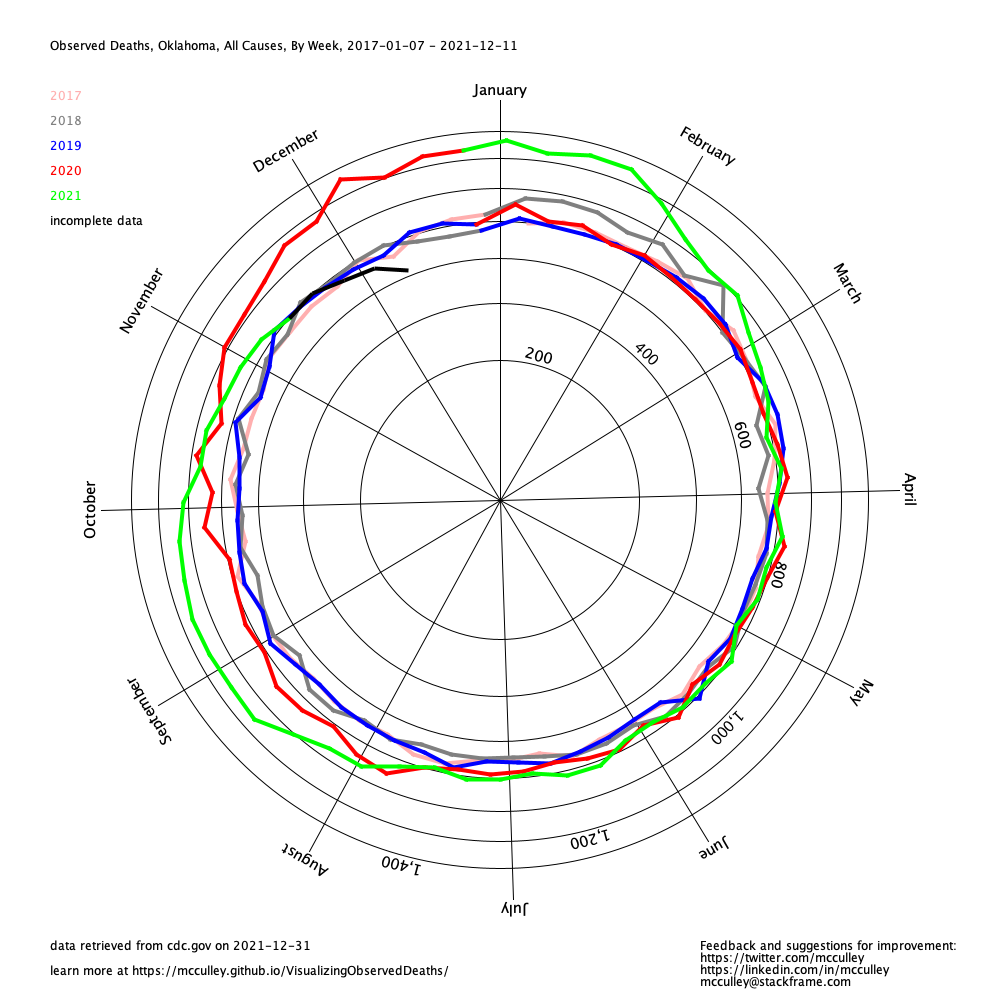 Observed Deaths, Oklahoma, All Causes, By Week, 2017-01-07 - 2021-12-11
2017
2018
2019
2020
2021
incomplete data
January
February
March
April
May
June
July
August
September
October
November
December
200
400
600
800
1,000
1,200
1,400
data retrieved from cdc.gov on 2021-12-31
learn more at https://mcculley.github.io/VisualizingObservedDeaths/
Feedback and suggestions for improvement:
https://twitter.com/mcculley
https://linkedin.com/in/mcculley
mcculley@stackframe.com